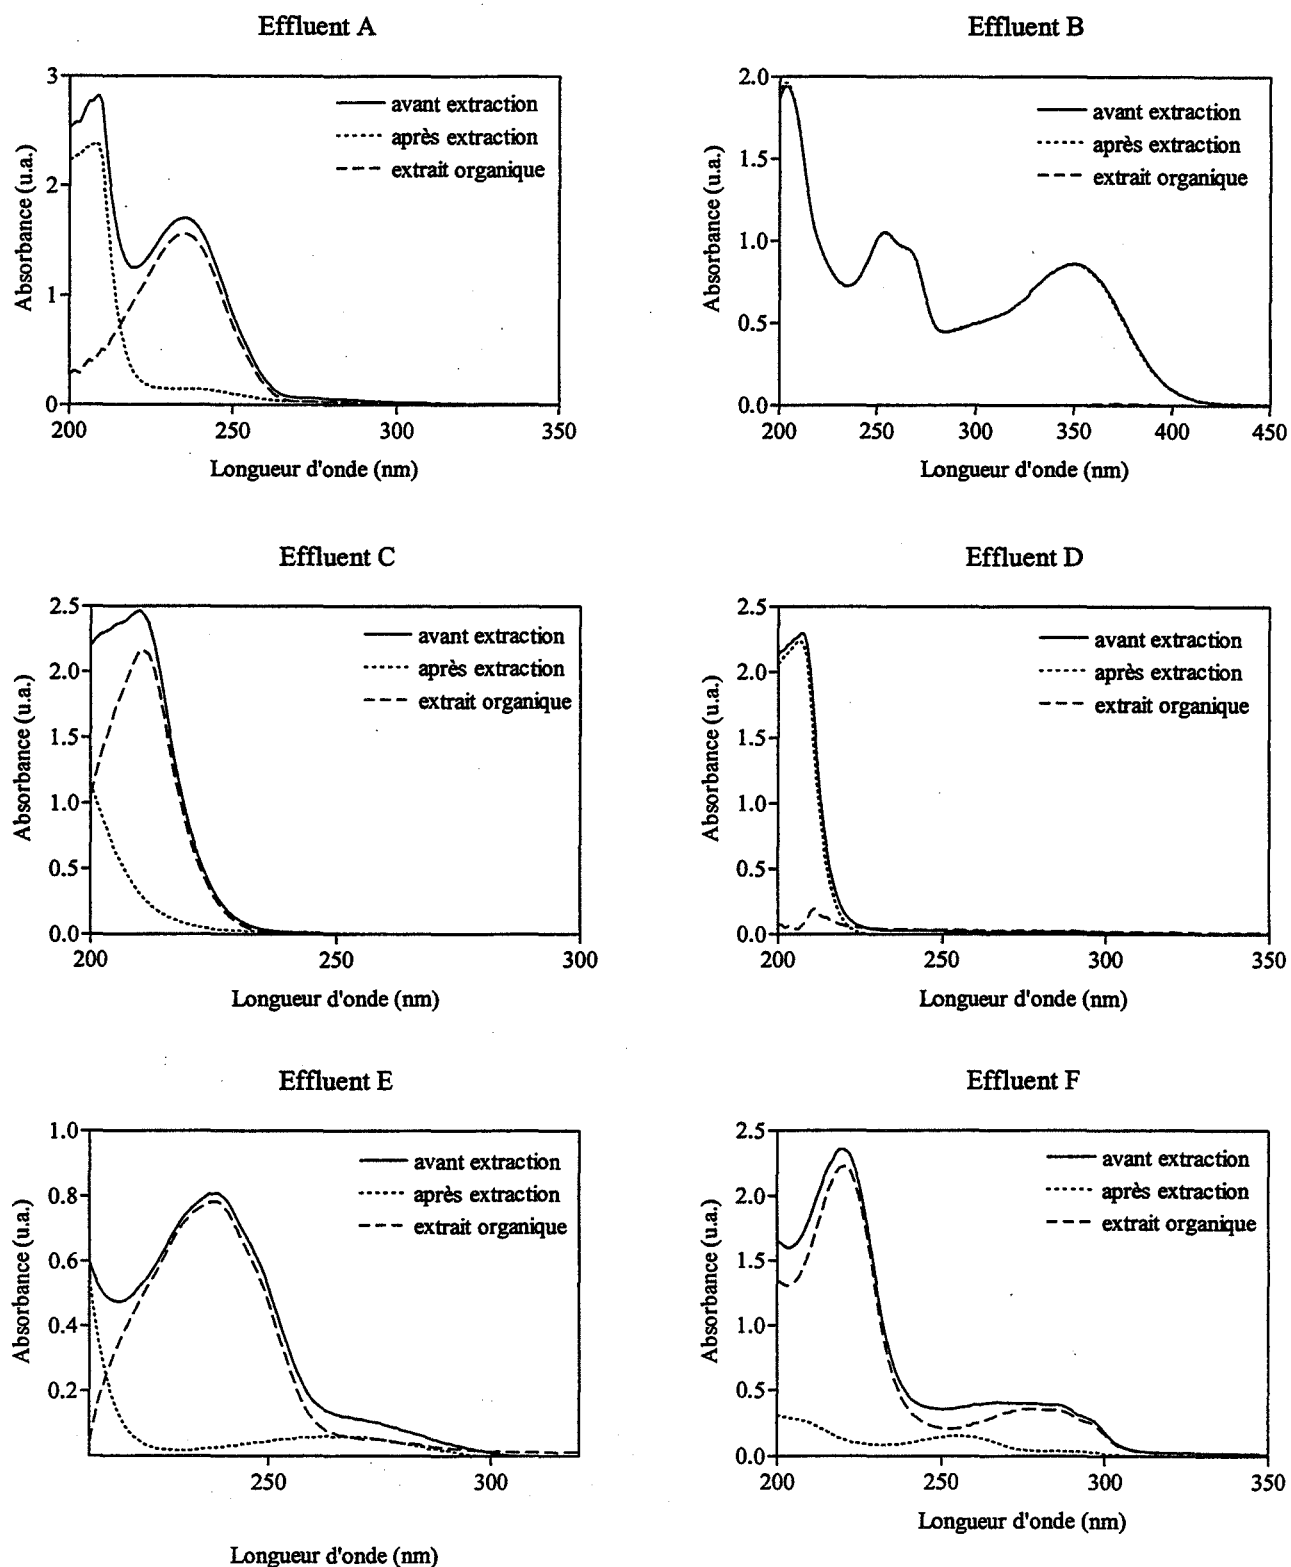 Effluent A
Absorbance (u.a.)
3
2
1
0
avant extraction
après extraction
extrait organique
200
250
300
350
Longueur d'onde (nm)
Effluent B
Absorbance (u.a.)
2.0
1.5
1.0
0.5
0.0
avant extraction
après extraction
extrait organique
200
250
300
350
400
450
Longueur d'onde (nm)
Effluent C
Absorbance (u.a.)
2.5
2.0
1.5
1.0
0.5
0.0
avant extraction
après extraction
extrait organique
200
250
300
Longueur d'onde (nm)
Effluent D
Absorbance (u.a.)
2.5
2.0
1.5
1.0
0.5
0.0
avant extraction
après extraction
extrait organique
200
250
300
350
Longueur d'onde (nm)
Effluent E
Absorbance (u.a.)
1.0
0.8
0.6
0.4
0.2
avant extraction
après extraction
extrait organique
250
300
Longueur d'onde (nm)
Effluent F
Absorbance (u.a.)
2.5
2.0
1.5
1.0
0.5
0.0
avant extraction
après extraction
extrait organique
200
250
300
350
Longueur d'onde (nm)